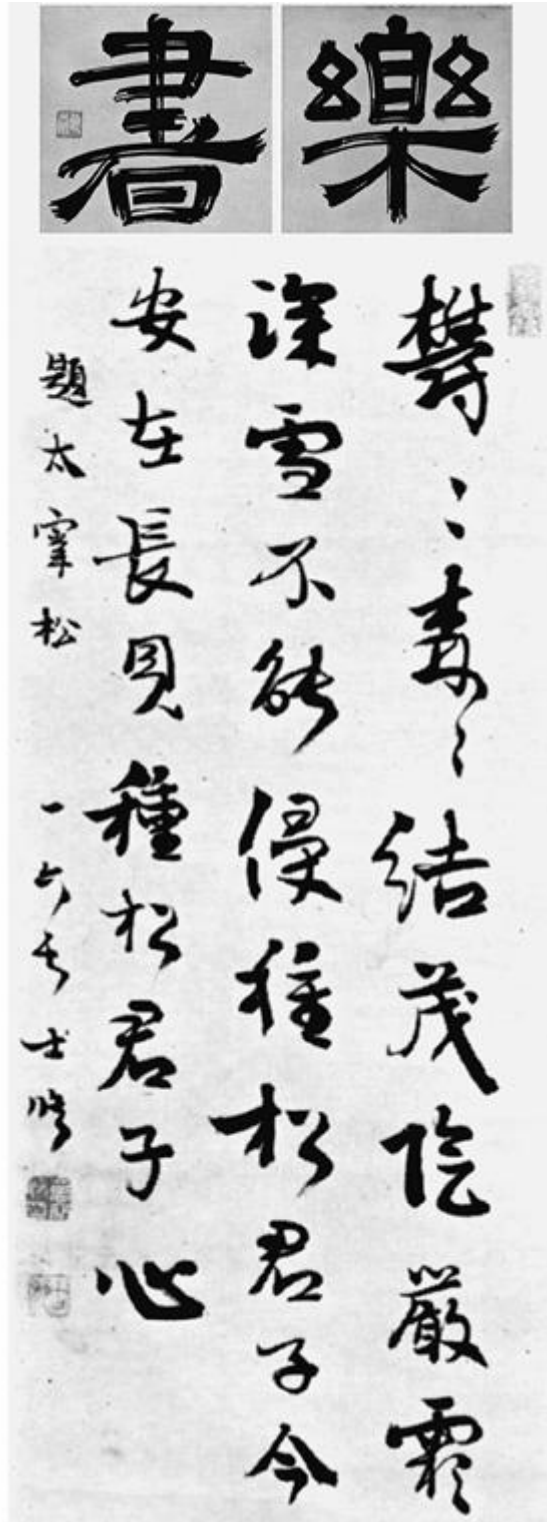 樂書
欝〻青〻結茂陰嚴霜
深雪不能侵種松君子今
安在長見種松君子心
題太宰松 一六居士脩